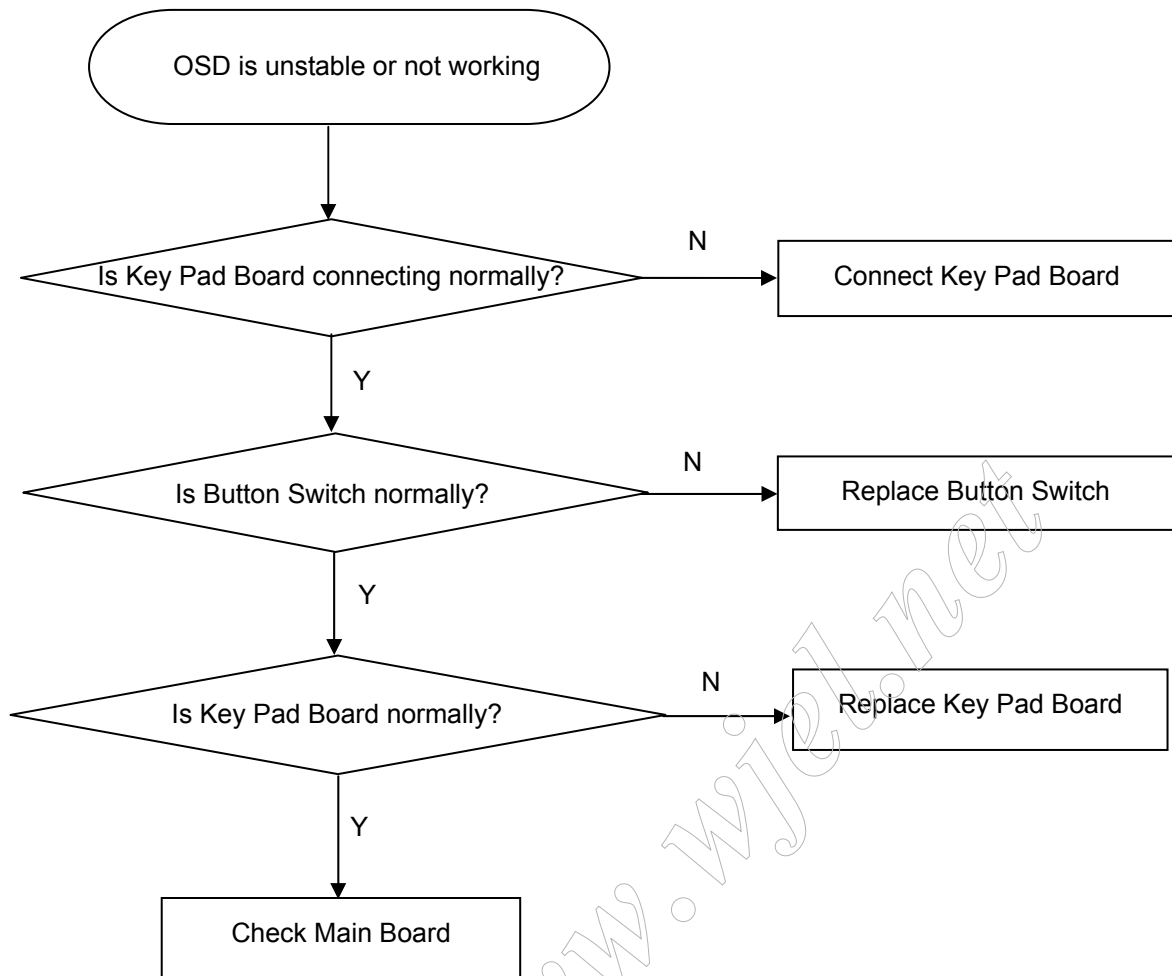 OSD is unstable or not working
Is Key Pad Board connecting normally?
N
Connect Key Pad Board
Y
Is Button Switch normally?
N
Replace Button Switch
Y
Is Key Pad Board normally?
N
Replace Key Pad Board
Y
Check Main Board
w.wjel.net